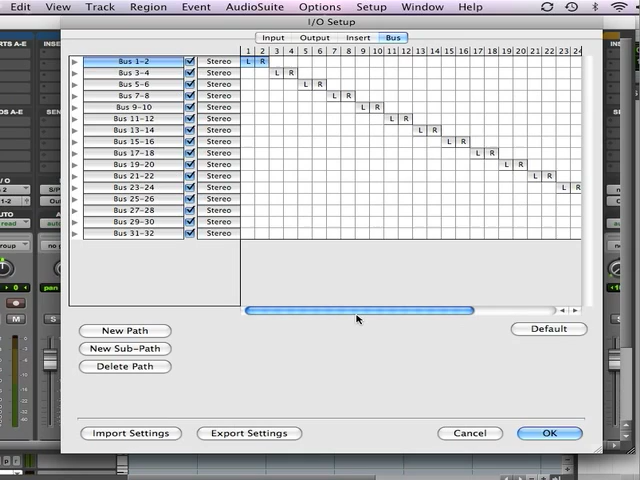 Edit View Track Region Event AudioSuite Options Setup Window Help
I/O Setup
Input Output Insert Bus
1 2 3 4 5 6 7 8 9 10 11 12 13 14 15 16 17 18 19 20 21 22 23 24
Bus 1-2 Stereo L R
Bus 3-4 Stereo L R
Bus 5-6 Stereo L R
Bus 7-8 Stereo L R
Bus 9-10 Stereo L R
Bus 11-12 Stereo L R
Bus 13-14 Stereo L R
Bus 15-16 Stereo L R
Bus 17-18 Stereo L R
Bus 19-20 Stereo L R
Bus 21-22 Stereo L R
Bus 23-24 Stereo L R
Bus 25-26 Stereo
Bus 27-28 Stereo
Bus 29-30 Stereo
Bus 31-32 Stereo
New Path Default
New Sub-Path
Delete Path
Import Settings Export Settings Cancel OK